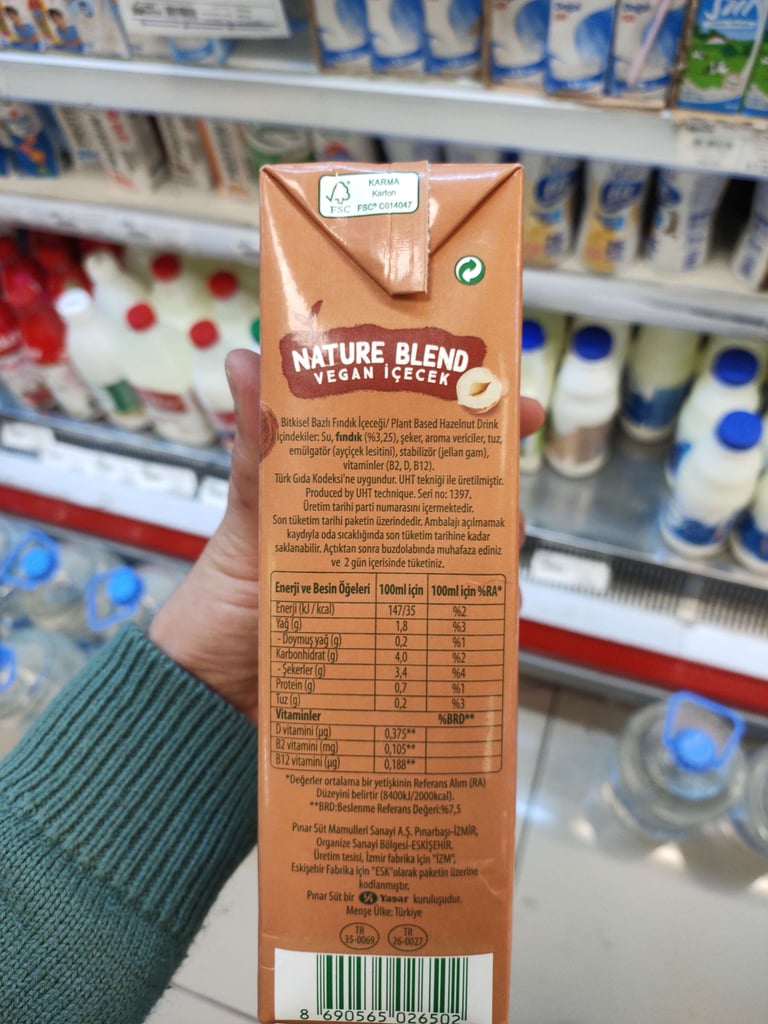 KARMA
Karton
FSC FSC® C014047
NATURE BLEND
VEGAN İÇECEK
Bitkisel Bazlı Fındık İçeceği/ Plant Based Hazelnut Drink
İçindekiler: Su, fındık (%3,25), şeker, aroma vericiler, tuz,
emülgatör (ayçiçek lesitini), stabilizör (jellan gam),
vitaminler (B2, D, B12).
Türk Gıda Kodeksi'ne uygundur. UHT tekniği ile üretilmiştir.
Produced by UHT technique. Seri no: 1397.
Üretim tarihi parti numarasını içermektedir.
Son tüketim tarihi paketin üzerindedir. Ambalajı açılmamak
kaydıyla oda sıcaklığında son tüketim tarihine kadar
saklanabilir. Açıktan sonra buzdolabında muhafaza ediniz
ve 2 gün içerisinde tüketiniz.
Enerji ve Besin Öğeleri 100ml için 100ml için %RA*
Enerji (kJ / kcal) 147/35 %2
Yağ (g) 1,8 %3
- Doymuş yağ (g) 0,2 %1
Karbonhidrat (g) 4,0 %2
- Şekerler (g) 3,4 %4
Protein (g) 0,7 %1
Tuz (g) 0,2 %3
Vitaminler %BRD**
D vitamini (µg) 0,375**
B2 vitamini (mg) 0,105**
B12 vitamini (µg) 0,188**
*Değerler ortalama bir yetişkinin Referans Alım (RA)
Düzeyini belirtir (8400kJ/2000kcal).
**BRD:Beslenme Referans Değeri:%7,5
Pınar Süt Mamulleri Sanayi A.Ş. Pınarbaşı-İZMİR,
Organize Sanayi Bölgesi-ESKİŞEHİR.
Üretim tesisi, İzmir fabrika için "IZM",
Eskişehir Fabrika için "ESK"olarak paketin üzerine
kodlanmıştır.
Pınar Süt bir Yaşar kuruluşudur.
Menşe Ülke: Türkiye
TR
35-0069
TR
26-0027
8 690565 026502